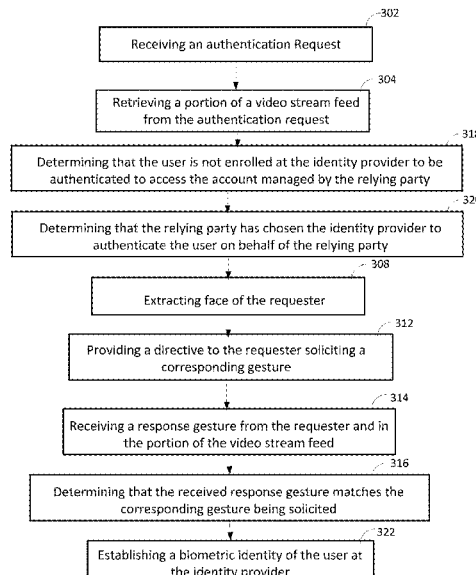 302
Receiving an authentication Request
304
Retrieving a portion of a video stream feed
from the authentication request
318
Determining that the user is not enrolled at the identity provider to be
authenticated to access the account managed by the relying party
320
Determining that the relying party has chosen the identity provider to
authenticate the user on behalf of the relying party
308
Extracting face of the requester
312
Providing a directive to the requester soliciting a
corresponding gesture
314
Receiving a response gesture from the requester and in
the portion of the video stream feed
316
Determining that the received response gesture matches the
corresponding gesture being solicited
322
Establishing a biometric identity of the user at
the identity provider